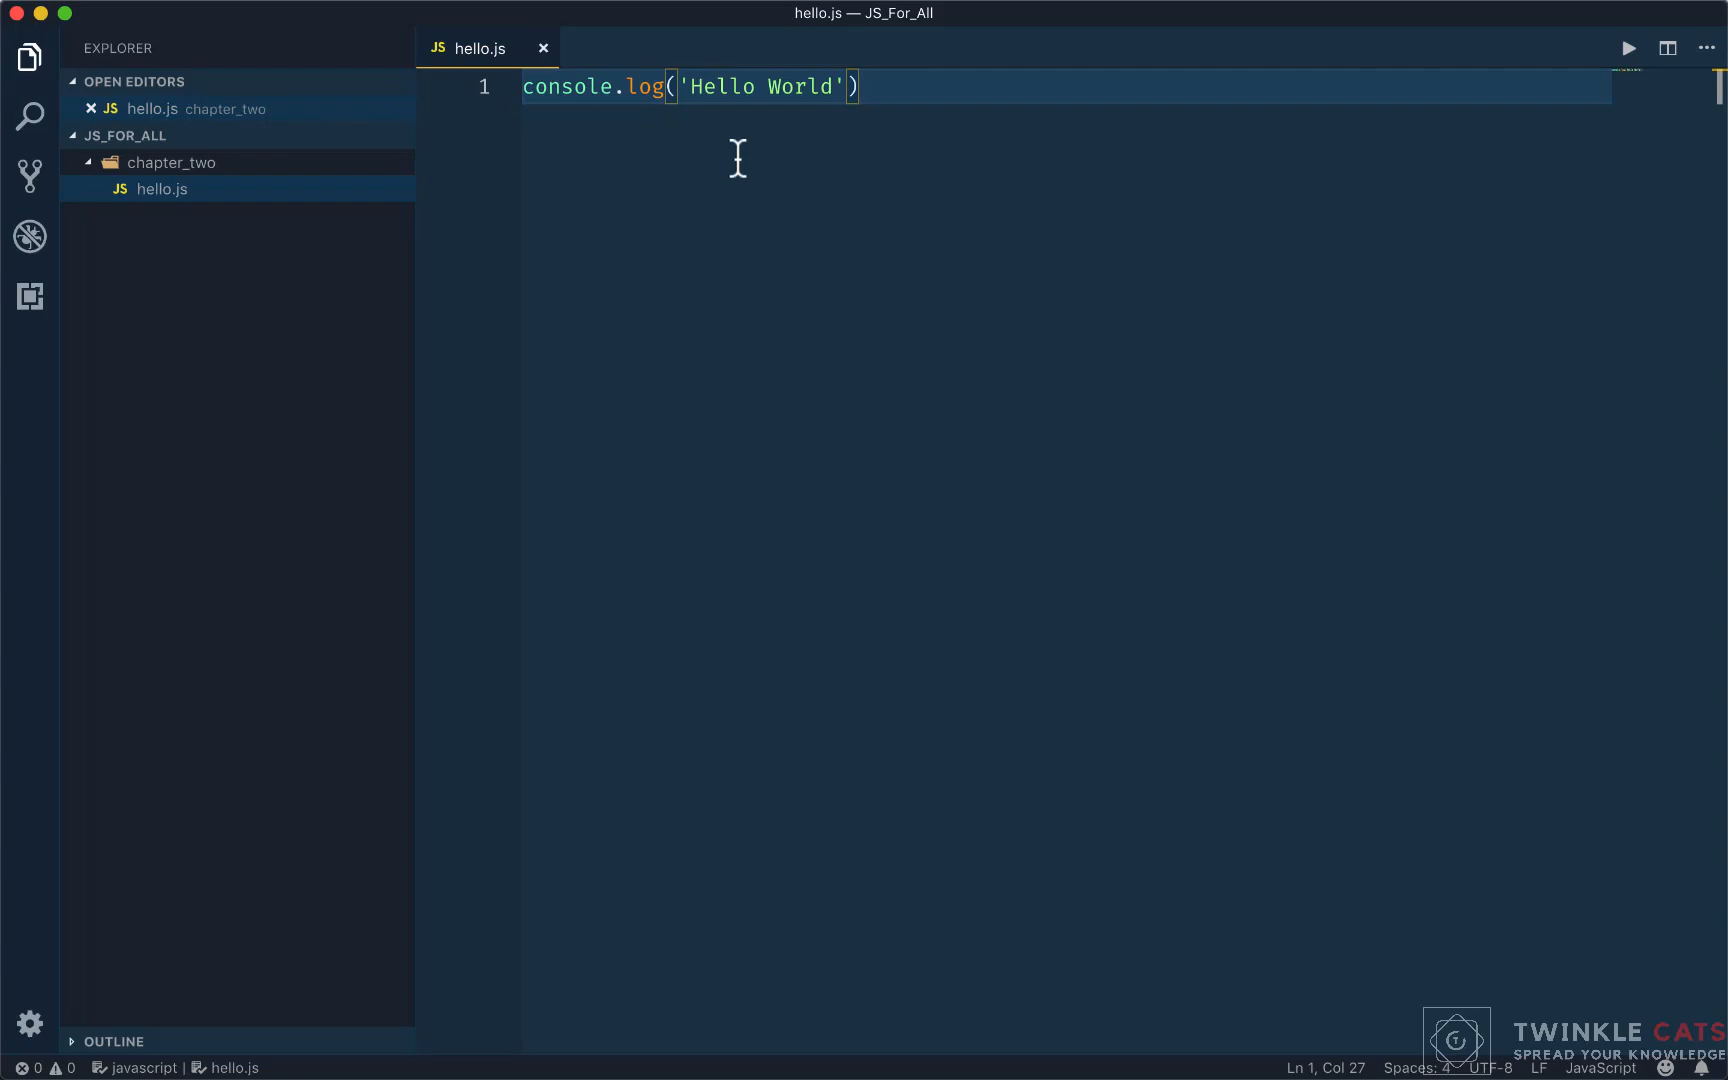 hello.js — JS_For_All
EXPLORER
OPEN EDITORS
JS hello.js chapter_two
JS_FOR_ALL
chapter_two
JS hello.js
OUTLINE
JS hello.js
1 console.log('Hello World')
T
TWINKLE CATS
SPREAD YOUR KNOWLEDGE
0 0 javascript | hello.js
Ln 1, Col 27 Spaces: 4 UTF-8 LF JavaScript